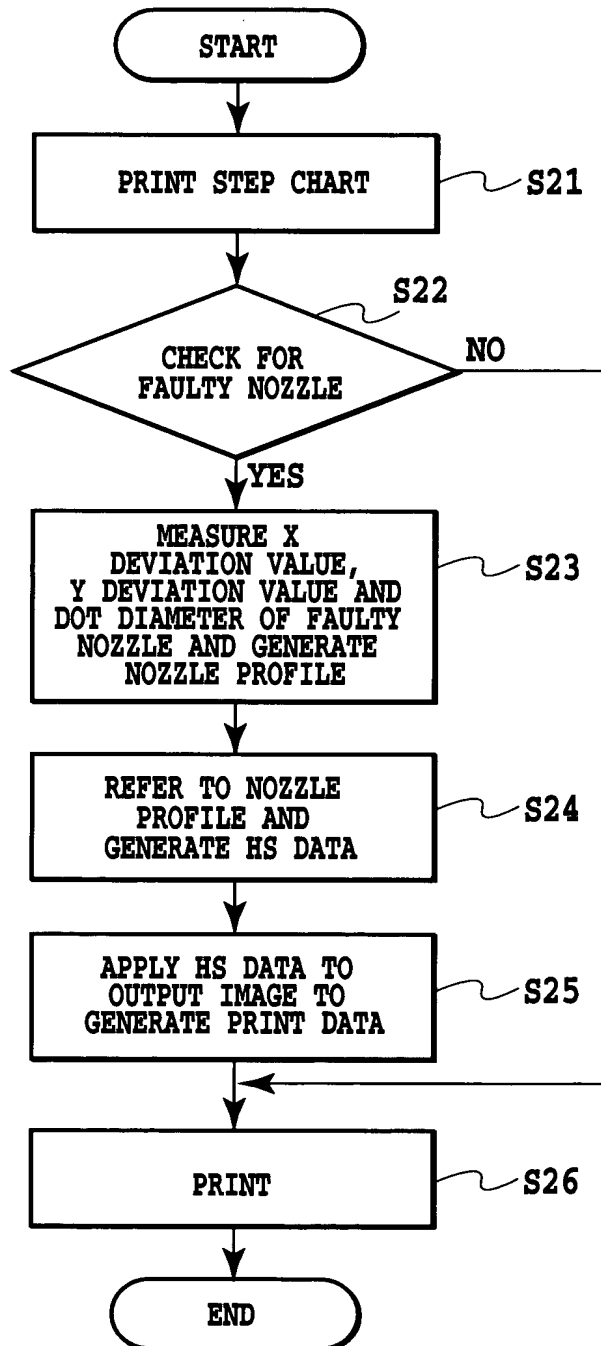 START
PRINT STEP CHART
S21
S22
CHECK FOR
FAULTY NOZZLE
NO
YES
MEASURE X
DEVIATION VALUE,
Y DEVIATION VALUE AND
DOT DIAMETER OF FAULTY
NOZZLE AND GENERATE
NOZZLE PROFILE
S23
REFER TO NOZZLE
PROFILE AND
GENERATE HS DATA
S24
APPLY HS DATA TO
OUTPUT IMAGE TO
GENERATE PRINT DATA
S25
PRINT
S26
END